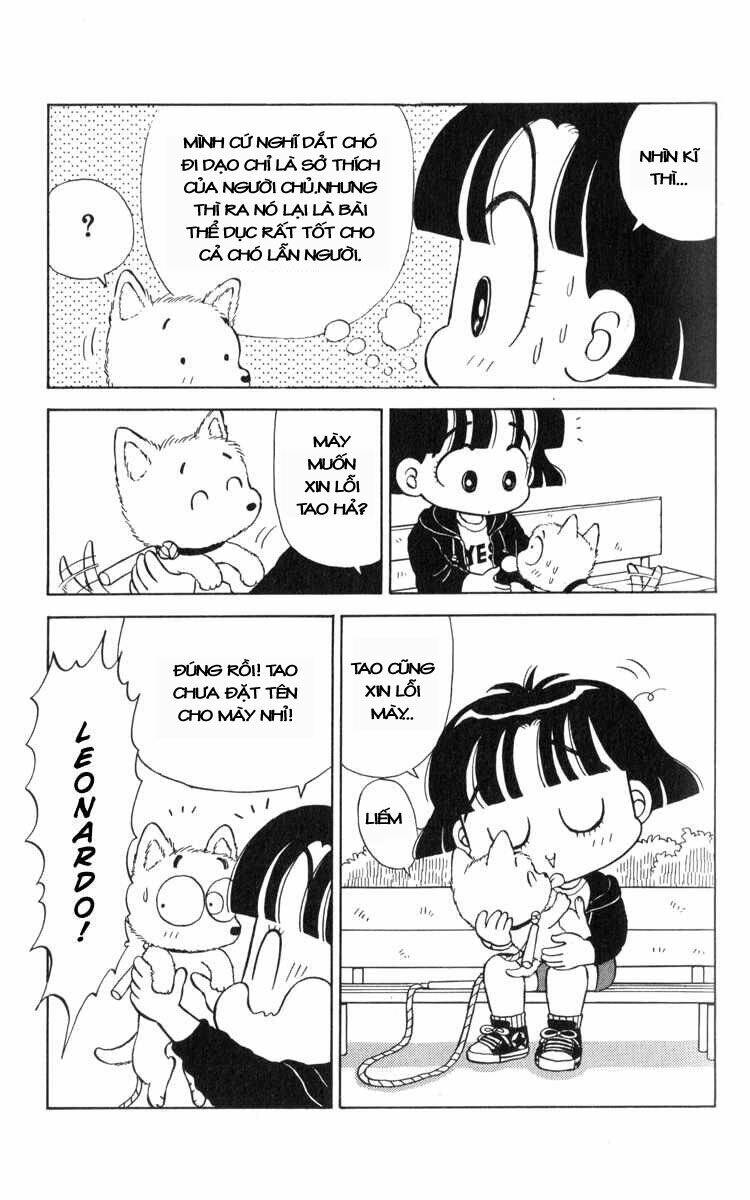 NHÌN KĨ
THÌ...
MÌNH CỨ NGHĨ DẮT CHÓ
ĐI DẠO CHỈ LÀ SỞ THÍCH
CỦA NGƯỜI CHỦ,NHƯNG
THÌ RA NÓ LẠI LÀ BÀI
THỂ DỤC RẤT TỐT CHO
CẢ CHÓ LẪN NGƯỜI.
?
YES
MÀY
MUỐN
XIN LỖI
TAO HẢ?
TAO CŨNG
XIN LỖI
MÀY...
LIẾM
ĐÚNG RỒI! TAO
CHƯA ĐẶT TÊN
CHO MÀY NHỈ!
LEONARDO!